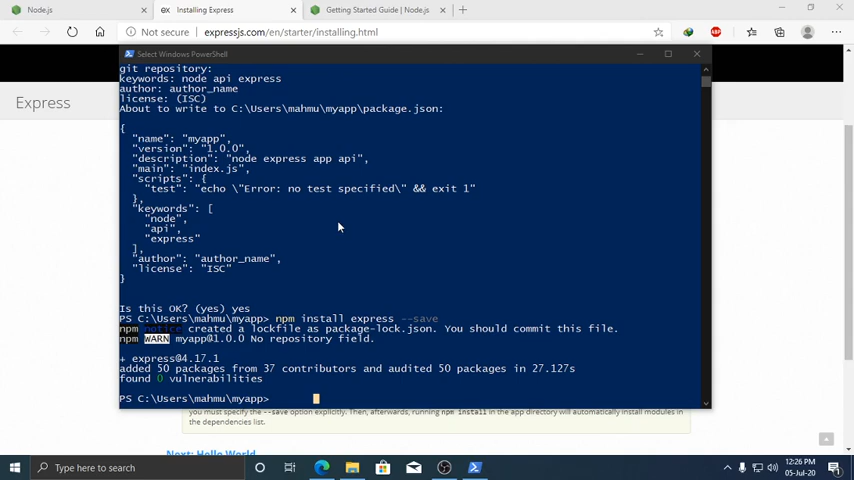 Node.js
Installing Express
Getting Started Guide | Node.js
Not secure | expressjs.com/en/starter/installing.html
ABP
Express
Select Windows PowerShell
git repository:
keywords: node api express
author: author_name
license: (ISC)
About to write to C:\Users\mahmu\myapp\package.json:
{
"name": "myapp",
"version": "1.0.0",
"description": "node express app api",
"main": "index.js",
"scripts": {
"test": "echo \"Error: no test specified\" && exit 1"
},
"keywords": [
"node",
"api",
"express"
],
"author": "author_name",
"license": "ISC"
}
Is this OK? (yes) yes
PS C:\Users\mahmu\myapp> npm install express --save
npm notice created a lockfile as package-lock.json. You should commit this file.
npm WARN myapp@1.0.0 No repository field.
+ express@4.17.1
added 50 packages from 37 contributors and audited 50 packages in 27.127s
found 0 vulnerabilities
PS C:\Users\mahmu\myapp>
you must specify the --save option explicitly. Then, afterwards, running npm install in the app directory will automatically install modules in
the dependencies list.
Next: Hello World
Type here to search
12:26 PM
05-Jul-20